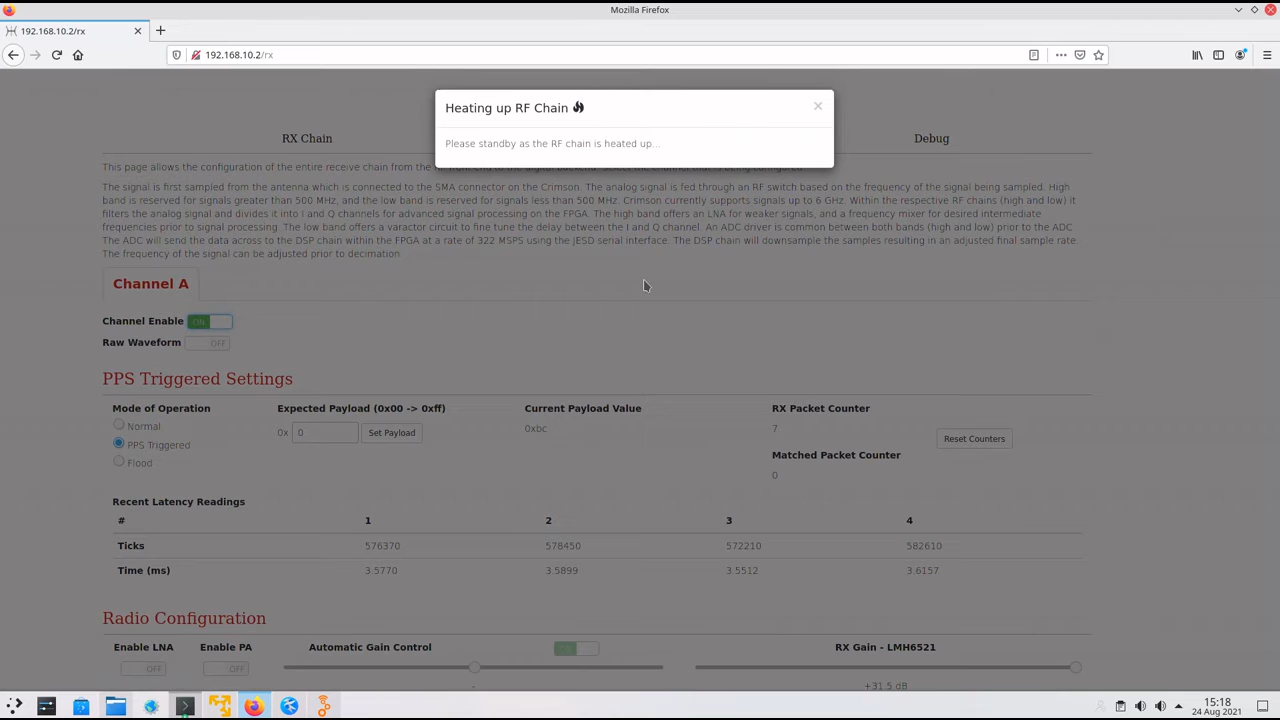 Mozilla Firefox
192.168.10.2/rx
192.168.10.2/rx
Heating up RF Chain
Please standby as the RF chain is heated up...
RX Chain
Debug
This page allows the configuration of the entire receive chain from the RF front end to the digital backend. Select the channel that is being configured
The signal is first sampled from the antenna which is connected to the SMA connector on the Crimson. The analog signal is fed through an RF switch based on the frequency of the signal being sampled. High
band is reserved for signals greater than 500 MHz, and the low band is reserved for signals less than 500 MHz. Crimson currently supports signals up to 6 GHz. Within the respective RF chains (high and low) it
filters the analog signal and divides it into I and Q channels for advanced signal processing on the FPGA. The high band offers an LNA for weaker signals, and a frequency mixer for desired intermediate
frequencies prior to signal processing. The low band offers a varactor circuit to fine tune the delay between the I and Q channel. An ADC driver is common between both bands (high and low) prior to the ADC
The ADC will send the data across to the DSP chain within the FPGA at a rate of 322 MSPS using the JESD serial interface. The DSP chain will downsample the samples resulting in an adjusted final sample rate.
The frequency of the signal can be adjusted prior to decimation
Channel A
Channel Enable ON
Raw Waveform OFF
PPS Triggered Settings
Mode of Operation
Expected Payload (0x00 -> 0xff)
Current Payload Value
RX Packet Counter
Normal
PPS Triggered
Flood
0x 0 Set Payload
0xbc
7
Reset Counters
Matched Packet Counter
0
Recent Latency Readings
# 1 2 3 4
Ticks 576370 578450 572210 582610
Time (ms) 3.5770 3.5899 3.5512 3.6157
Radio Configuration
Enable LNA Enable PA Automatic Gain Control RX Gain - LMH6521
OFF OFF
-
+31.5 dB
15:18
24 Aug 2021